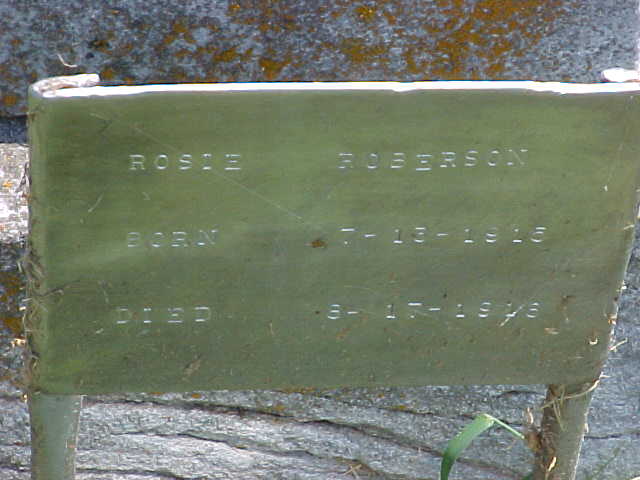 ROSIE ROBERSON
BORN 7-13-1915
DIED 8-17-1916